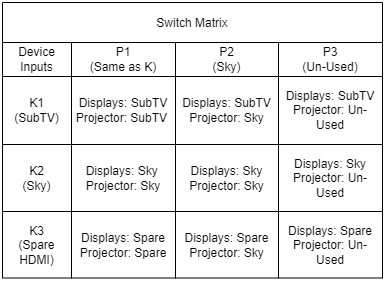 Switch Matrix
Device
Inputs
P1
(Same as K)
P2
(Sky)
P3
(Un-Used)
K1
(SubTV)
Displays: SubTV
Projector: SubTV
Displays: SubTV
Projector: Sky
Displays: SubTV
Projector: Un-
Used
K2
(Sky)
Displays: Sky
Projector: Sky
Displays: Sky
Projector: Sky
Displays: Sky
Projector: Un-
Used
K3
(Spare
HDMI)
Displays: Spare
Projector: Spare
Displays: Spare
Projector: Sky
Displays: Spare
Projector: Un-
Used